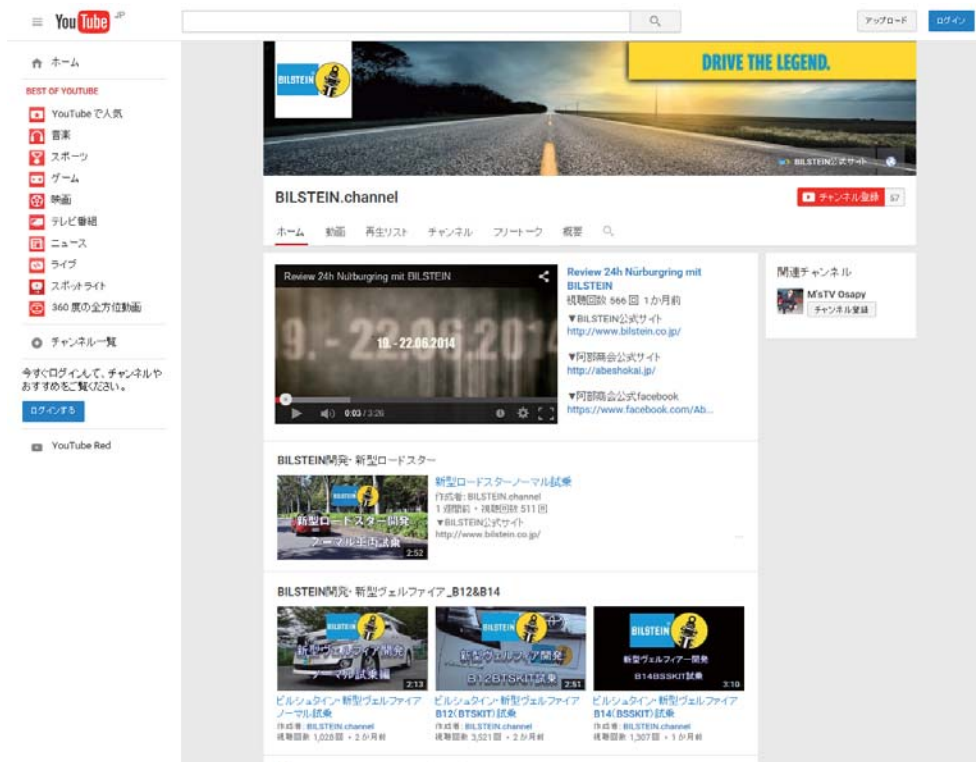 YouTube JP
アップロード
ログイン
ホーム
BEST OF YOUTUBE
YouTubeで人気
音楽
スポーツ
ゲーム
映画
テレビ番組
ニュース
ライブ
スポットライト
360 度の全方位動画
チャンネル一覧
今すぐログインして、チャンネルや
おすすめをご覧ください。
ログインする
YouTube Red
BILSTEIN
DRIVE THE LEGEND.
BILSTEIN公式サイト
BILSTEIN.channel
チャンネル登録 57
ホーム 動画 再生リスト チャンネル フリートーク 概要
Review 24h Nürburgring mit BILSTEIN
19. - 22.06.2014
19. - 22.06.2014
0:03 / 3:26
Review 24h Nürburgring mit
BILSTEIN
視聴回数 566 回 1 か月前
▼BILSTEIN公式サイト
http://www.bilstein.co.jp/
▼阿部商会公式サイト
http://abeshokai.jp/
▼阿部商会公式facebook
https://www.facebook.com/Ab...
関連チャンネル
M'sTV Osapy
チャンネル登録
BILSTEIN開発・新型ロードスター
BILSTEIN
新型ロードスター開発
ノーマル車両試乗
2:52
新型ロードスターノーマル試乗
作成者: BILSTEIN.channel
1 週間前・視聴回数 511 回
▼BILSTEIN公式サイト
http://www.bilstein.co.jp/
BILSTEIN開発・新型ヴェルファイア_B12&B14
BILSTEIN
新型ヴェルファイア開発
ノーマル試乗編
2:13
ビルシュタイン・新型ヴェルファイア
ノーマル試乗
作成者: BILSTEIN.channel
視聴回数 1,028 回 ・ 2 か月前
BILSTEIN
新型ヴェルファイア開発
B12BTSKIT試乗
2:51
ビルシュタイン・新型ヴェルファイア
B12(BTSKIT)試乗
作成者: BILSTEIN.channel
視聴回数 3,521 回 ・ 2 か月前
BILSTEIN
新型ヴェルファイアー開発
B14BSSKIT試乗
3:10
ビルシュタイン・新型ヴェルファイア
B14(BSSKIT)試乗
作成者: BILSTEIN.channel
視聴回数 1,307 回 ・ 1 か月前